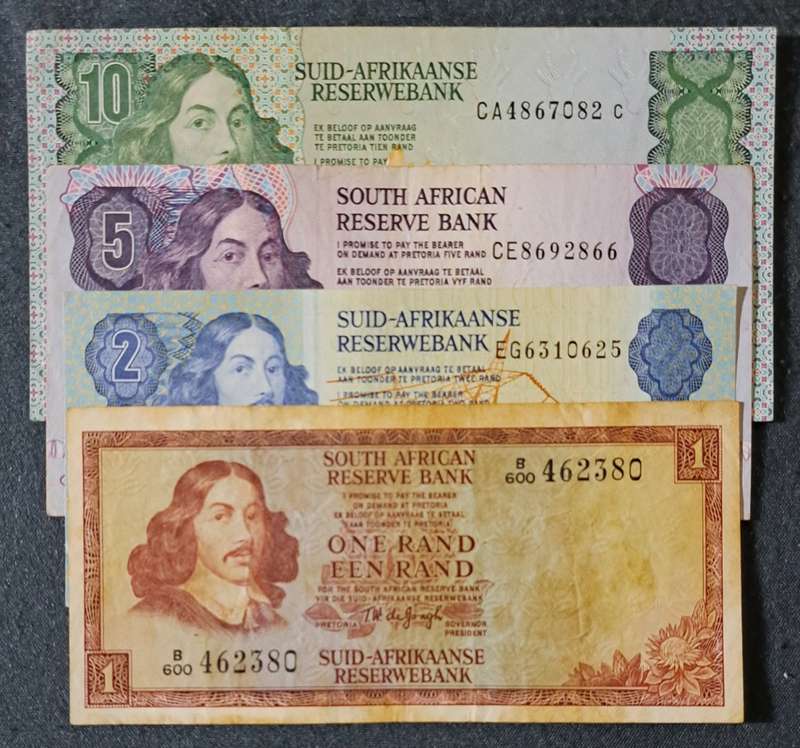 10
SUID-AFRIKAANSE
RESERWEBANK
CA4867082 C
EK BELOOF OP AANVRAAG
TE BETAAL AAN TOONDER
TE PRETORIA TIEN RAND
I PROMISE TO PAY
5
SOUTH AFRICAN
RESERVE BANK
I PROMISE TO PAY THE BEARER
ON DEMAND AT PRETORIA FIVE RAND
CE8692866
EK BELOOF OP AANVRAAG TE BETAAL
AAN TOONDER TE PRETORIA VYF RAND
2
SUID-AFRIKAANSE
RESERWEBANK
EG6310625
EK BELOOF OP AANVRAAG TE BETAAL
AAN TOONDER TE PRETORIA TWEE RAND
I PROMISE TO PAY THE BEARER
ON DEMAND AT PRETORIA TWO RAND
1
SOUTH AFRICAN
RESERVE BANK
B/600 462380
I PROMISE TO PAY THE BEARER
ON DEMAND AT PRETORIA
EK BELOOF OP AANVRAAG TE BETAAL
AAN TOONDER TE PRETORIA
ONE RAND
EEN RAND
FOR THE SOUTH AFRICAN RESERVE BANK
VIR DIE SUID-AFRIKAANSE RESERWEBANK
TW de Jongh
PRETORIA
GOVERNOR
PRESIDENT
B/600 462380
SUID-AFRIKAANSE
RESERWEBANK
1